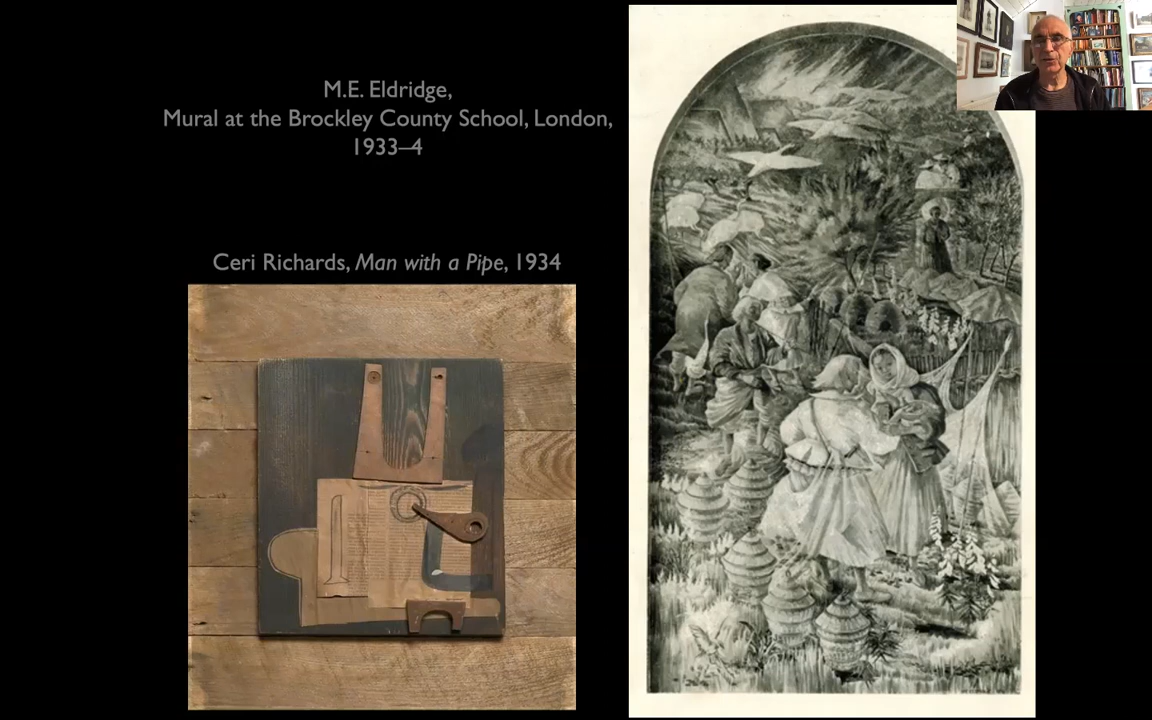 M.E. Eldridge,
Mural at the Brockley County School, London,
1933–4
Ceri Richards, Man with a Pipe, 1934